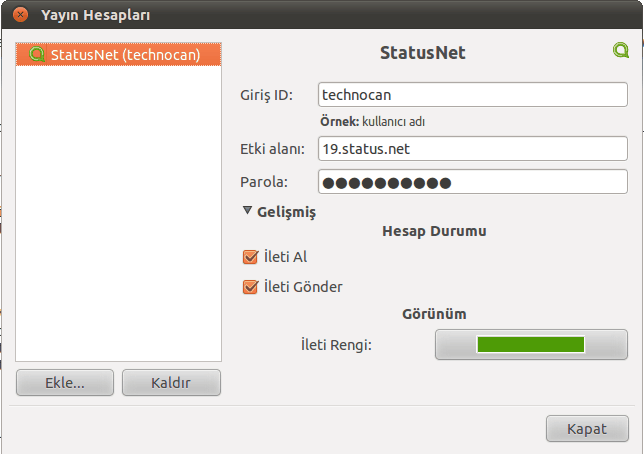 Yayın Hesapları
StatusNet (technocan)
StatusNet
Giriş ID:
technocan
Örnek: kullanıcı adı
Etki alanı:
19.status.net
Parola:
●●●●●●●●●●
Gelişmiş
Hesap Durumu
İleti Al
İleti Gönder
Görünüm
İleti Rengi:
Ekle...
Kaldır
Kapat